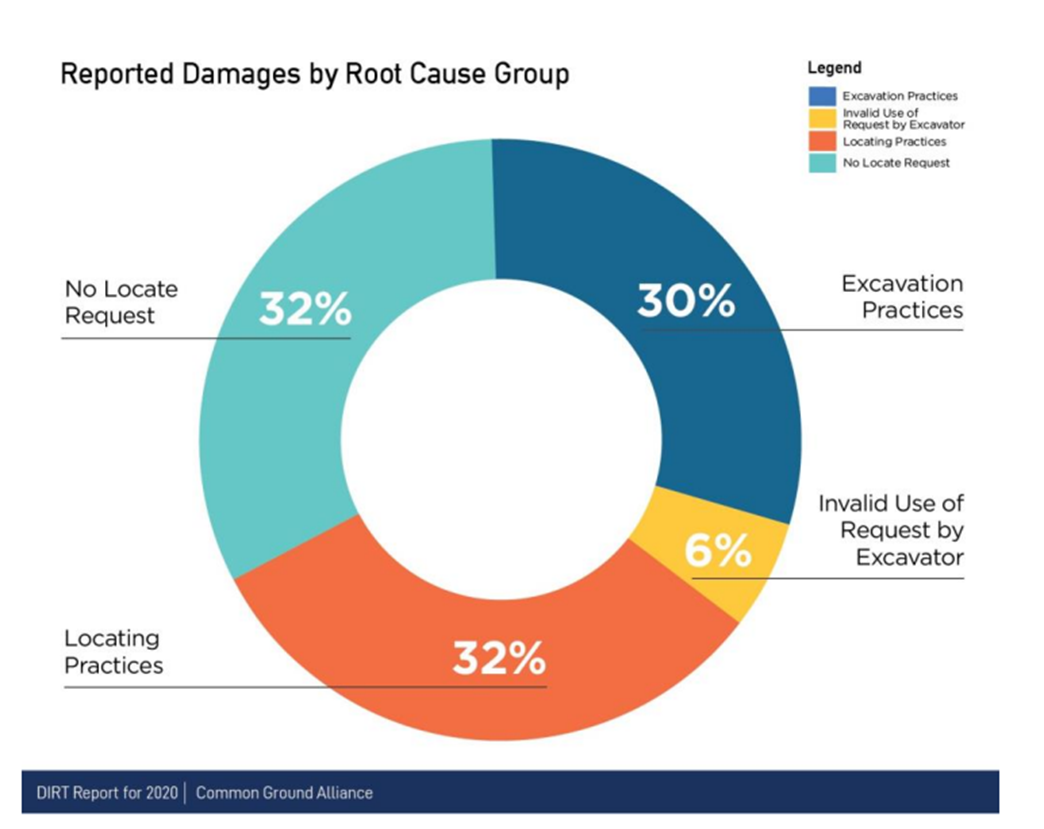 Reported Damages by Root Cause Group
Legend
Excavation Practices
Invalid Use of
Request by Excavator
Locating Practices
No Locate Request
No Locate
Request
32%
30%
Excavation
Practices
Invalid Use of
Request by
Excavator
6%
Locating
Practices
32%
DIRT Report for 2020 | Common Ground Alliance